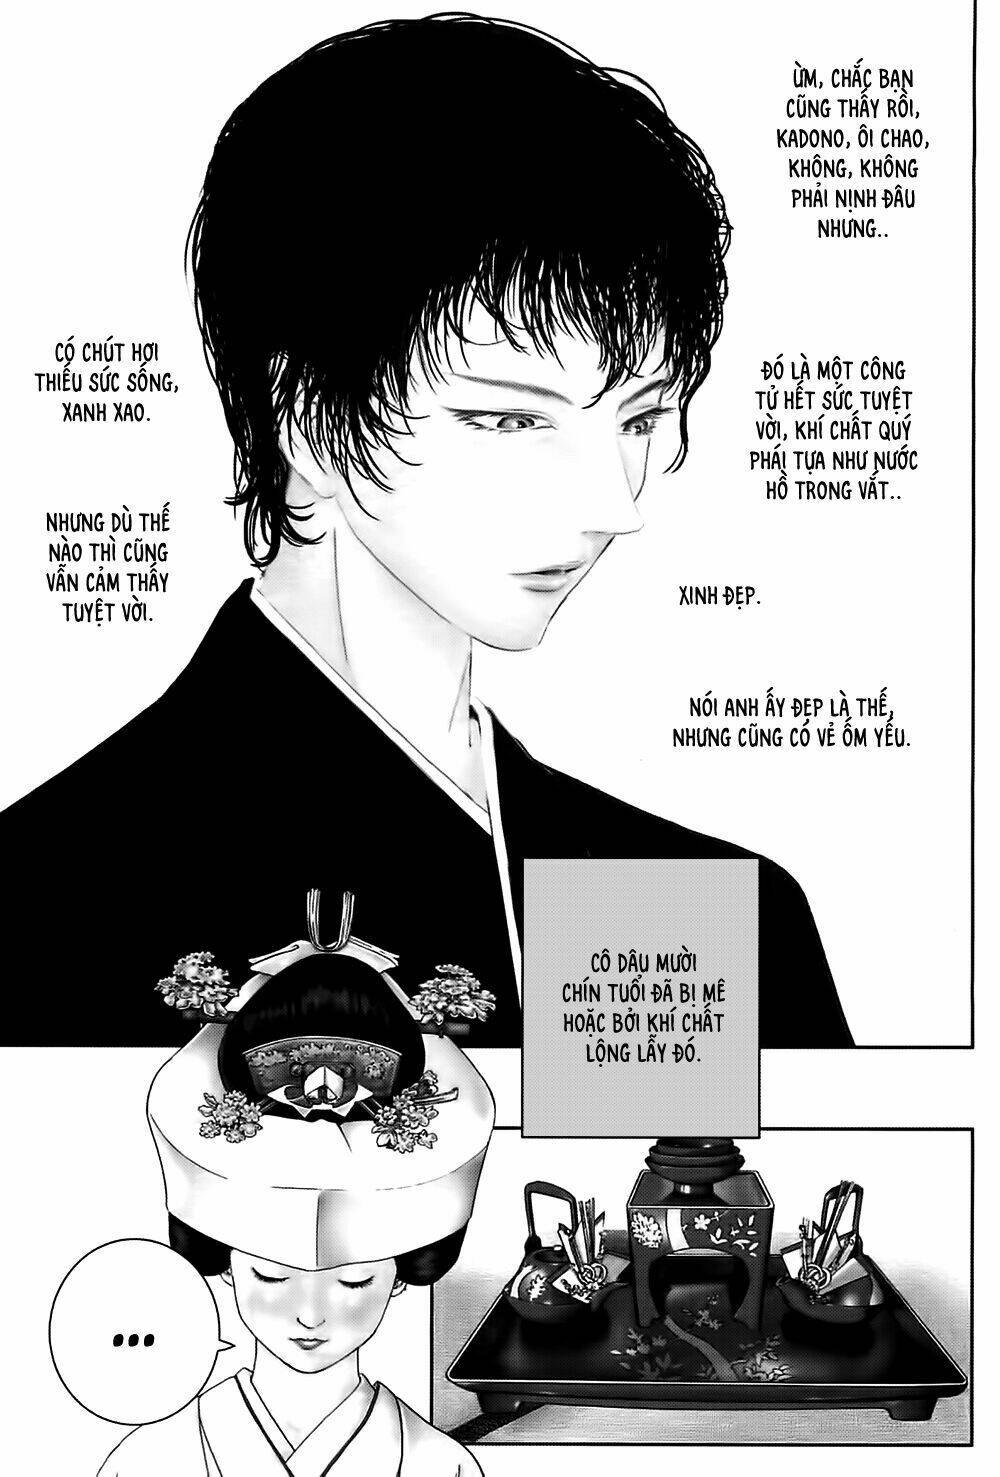 ỪM, CHẮC BẠN
CŨNG THẤY RỒI,
KADONO, ÔI CHAO,
KHÔNG, KHÔNG
PHẢI NỊNH ĐÂU
NHƯNG..
ĐÓ LÀ MỘT CÔNG
TỬ HẾT SỨC TUYỆT
VỜI, KHÍ CHẤT QUÝ
PHÁI TỰA NHƯ NƯỚC
HỒ TRONG VẮT..
XINH ĐẸP.
NÓI ANH ẤY ĐẸP LÀ THẾ,
NHƯNG CŨNG CÓ VẺ ỐM YẾU.
CÓ CHÚT HƠI
THIẾU SỨC SỐNG,
XANH XAO.
NHƯNG DÙ THẾ
NÀO THÌ CŨNG
VẪN CẢM THẤY
TUYỆT VỜI.
CÔ DÂU MƯỜI
CHÍN TUỔI ĐÃ BỊ MÊ
HOẶC BỞI KHÍ CHẤT
LỘNG LẪY ĐÓ.
...